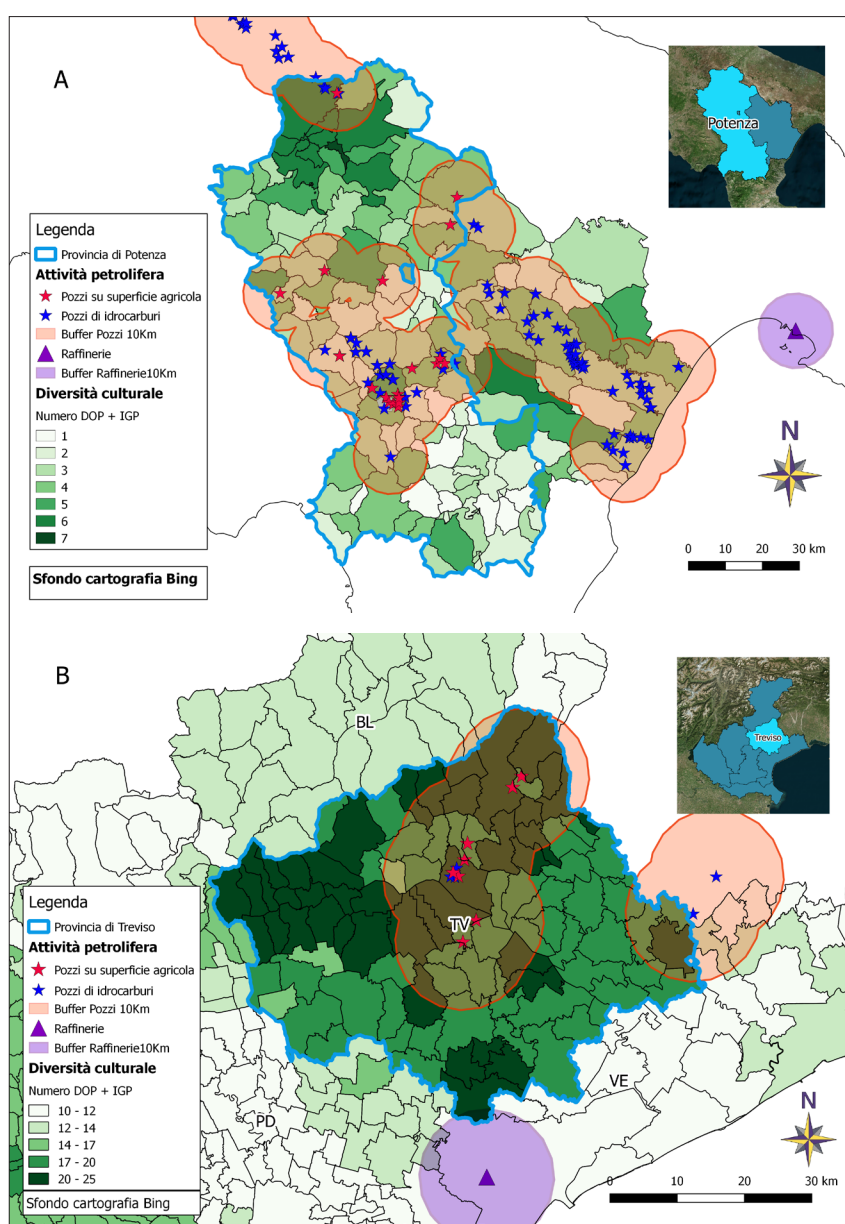 A
Potenza
Legenda
Provincia di Potenza
Attività petrolifera
Pozzi su superficie agricola
Pozzi di idrocarburi
Buffer Pozzi 10Km
Raffinerie
Buffer Raffinerie10Km
Diversità culturale
Numero DOP + IGP
1
2
3
4
5
6
7
Sfondo cartografia Bing
N
0 10 20 30 km
B
BL
Treviso
TV
VE
PD
Legenda
Provincia di Treviso
Attività petrolifera
Pozzi su superficie agricola
Pozzi di idrocarburi
Buffer Pozzi 10Km
Raffinerie
Buffer Raffinerie10Km
Diversità culturale
Numero DOP + IGP
10 - 12
12 - 14
14 - 17
17 - 20
20 - 25
Sfondo cartografia Bing
N
0 10 20 30 km